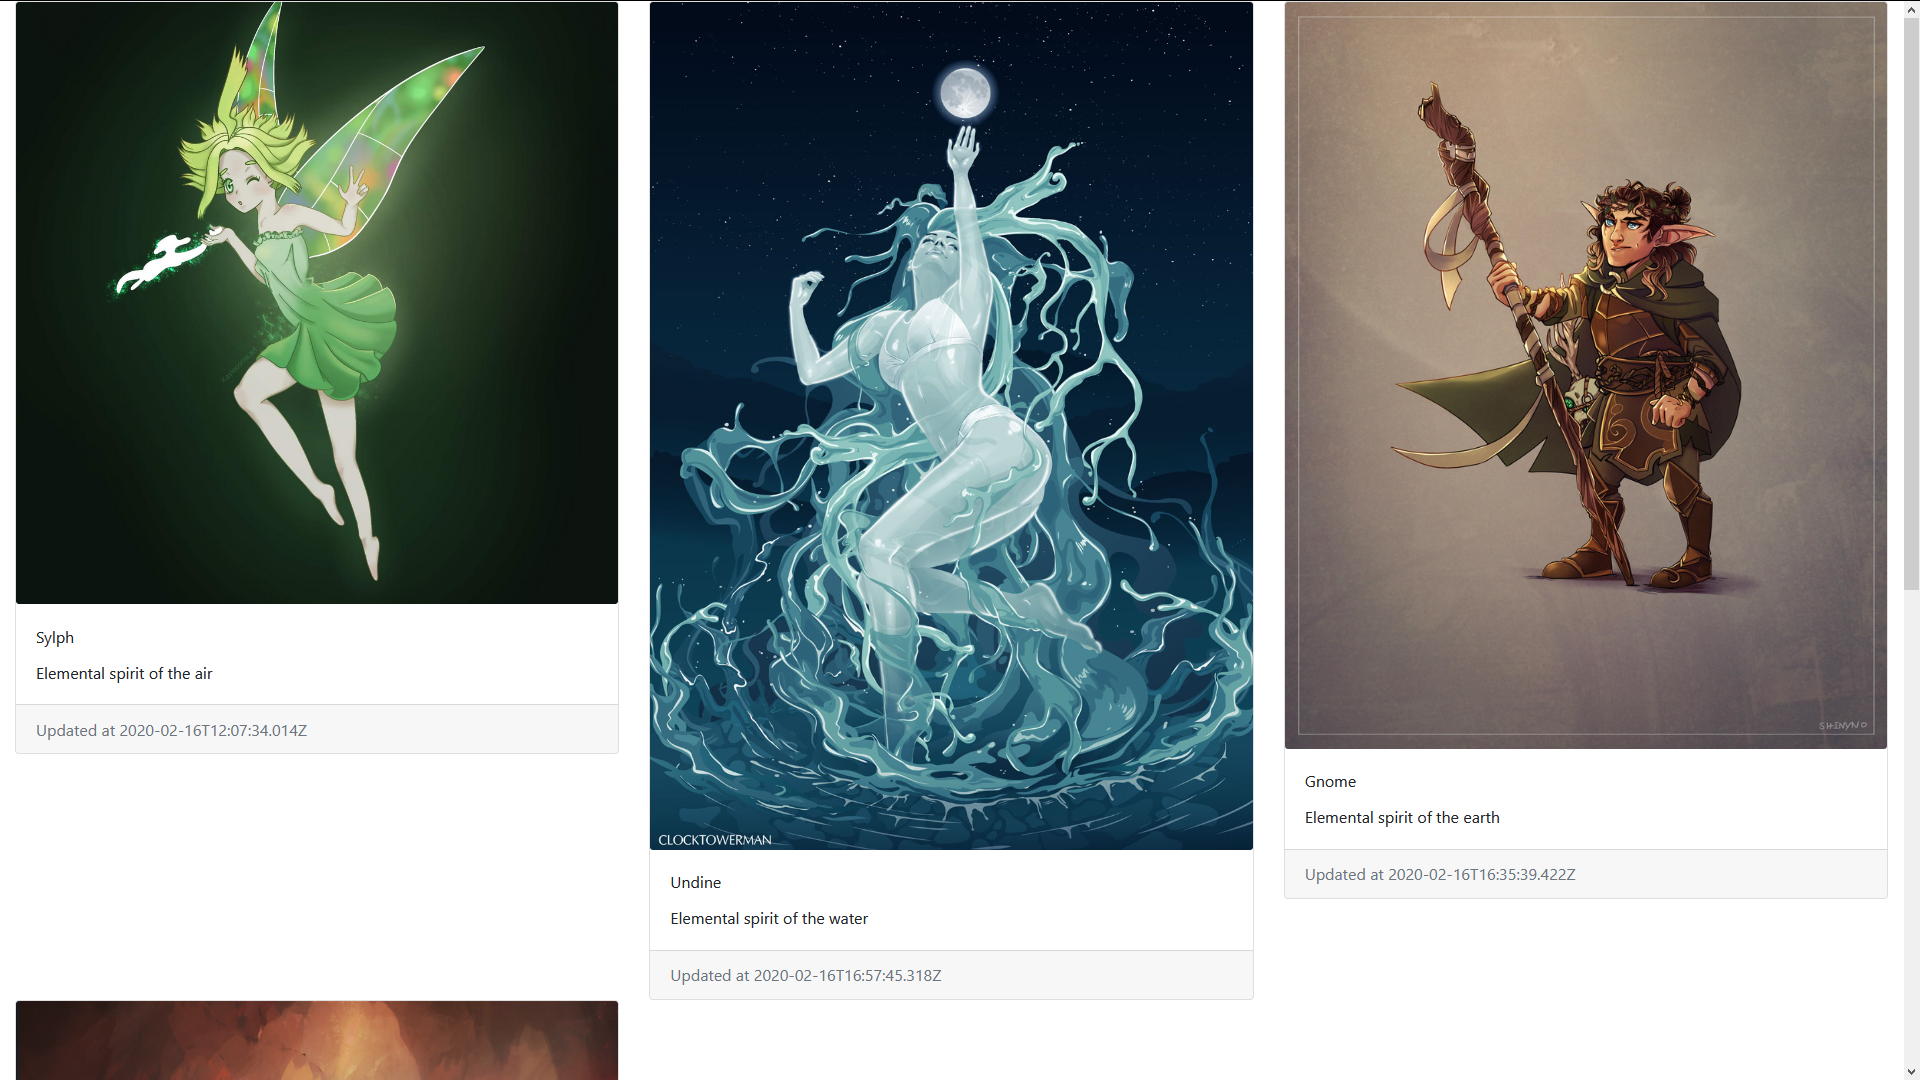 Sylph
Elemental spirit of the air
Updated at 2020-02-16T12:07:34.014Z
CLOCKTOWERMAN
Undine
Elemental spirit of the water
Updated at 2020-02-16T16:57:45.318Z
SHINYNO
Gnome
Elemental spirit of the earth
Updated at 2020-02-16T16:35:39.422Z